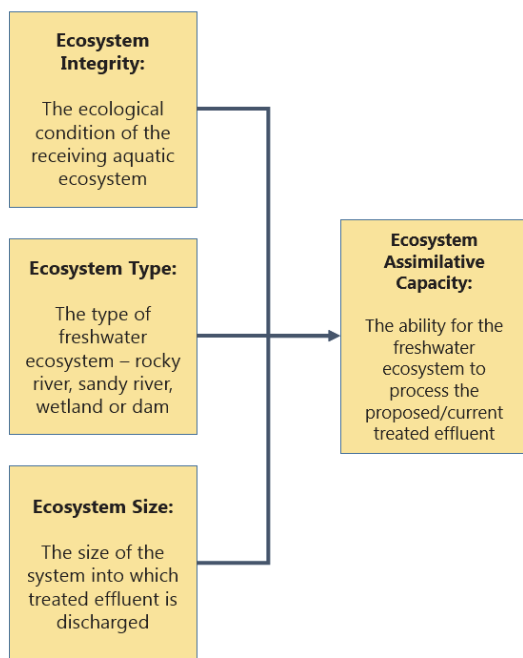 Ecosystem
Integrity:
The ecological
condition of the
receiving aquatic
ecosystem
Ecosystem Type:
The type of
freshwater
ecosystem – rocky
river, sandy river,
wetland or dam
Ecosystem Size:
The size of the
system into which
treated effluent is
discharged
Ecosystem
Assimilative
Capacity:
The ability for the
freshwater
ecosystem to
process the
proposed/current
treated effluent